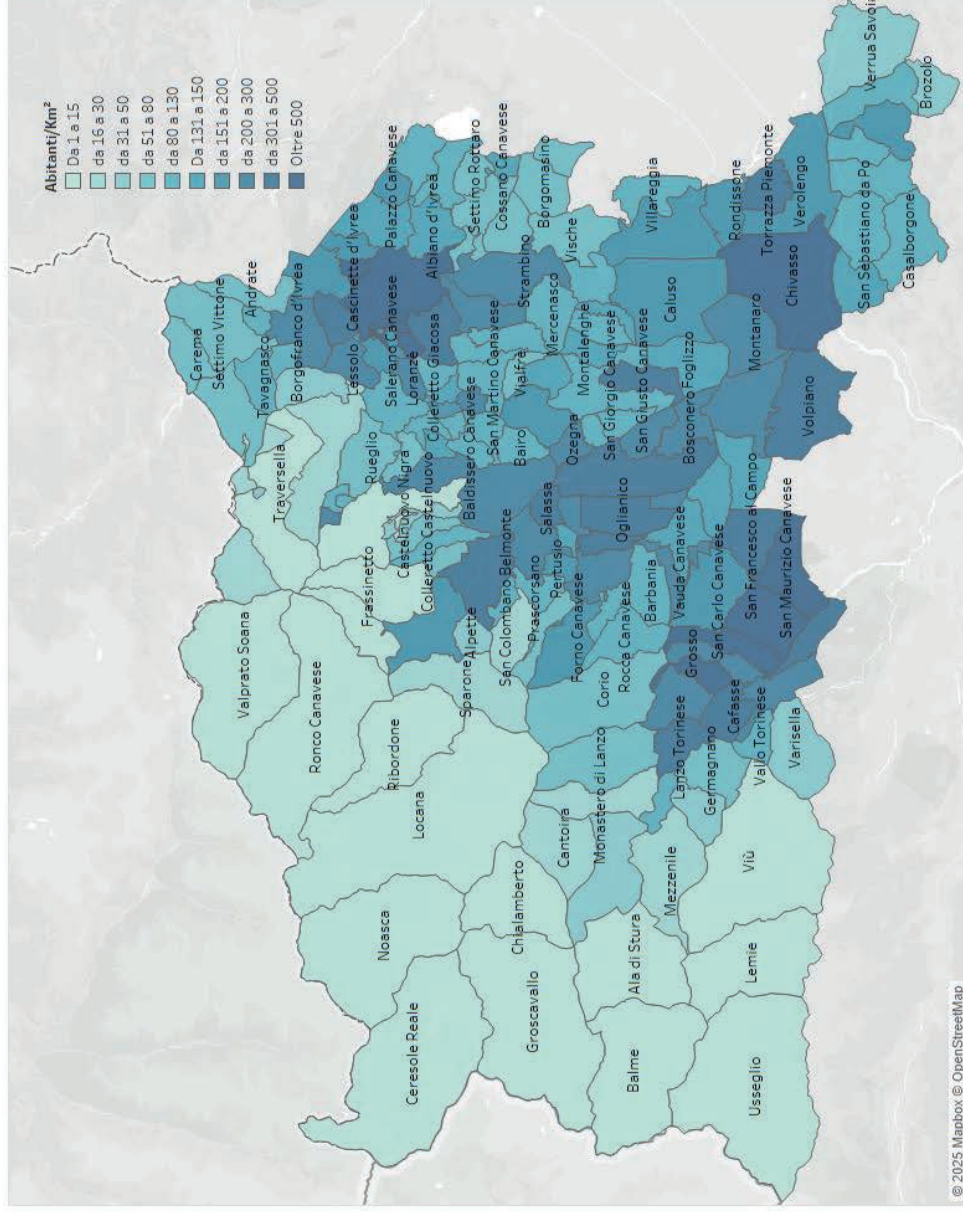 Abitanti/Km²
Da 1 a 15
da 16 a 30
da 31 a 50
da 51 a 80
da 80 a 130
Da 131 a 150
da 151 a 200
da 200 a 300
da 301 a 500
Oltre 500
Carema
Settimo Vittone
Andrate
Tavagnasco
Borgofranco d'Ivrea
Traversella
Lessolo
Cascinette d'Ivrea
Palazzo Canavese
Valprato Soana
Rueglio
Salerano Canavese
Albiano d'Ivrea
Frassinetto
Castelnuovo Nigra
Loranzè
Colleretto Giacosa
Settimo Rottaro
Ronco Canavese
Colleretto Castelnuovo
Baldissero Canavese
San Martino Canavese
Strambino
Cossano Canavese
Ribordone
Sparone
Alpette
Borgomasino
Noasca
Locana
San Colombano Belmonte
Bairo
Vialfrè
Mercenasco
Vische
Ceresole Reale
Pracorsano
Salassa
Pertusio
Ozegna
Montalenghe
Chialamberto
Cantoira
Forno Canavese
San Giorgio Canavese
Groscavallo
Monastero di Lanzo
Corio
Rocca Canavese
Oglianico
San Giusto Canavese
Villareggia
Ala di Stura
Mezzenile
Barbania
Bosconero
Foglizzo
Caluso
Balme
Lanzo Torinese
Grosso
Vauda Canavese
Germagnano
San Carlo Canavese
Rondissone
Lemie
Viù
Cafasse
San Francesco al Campo
Montanaro
Torrazza Piemonte
Usseglio
Vallo Torinese
San Maurizio Canavese
Volpiano
Chivasso
Verolengo
Varisella
San Sebastiano da Po
Verrua Savoia
Casalborgone
Brozolo
© 2025 Mapbox © OpenStreetMap